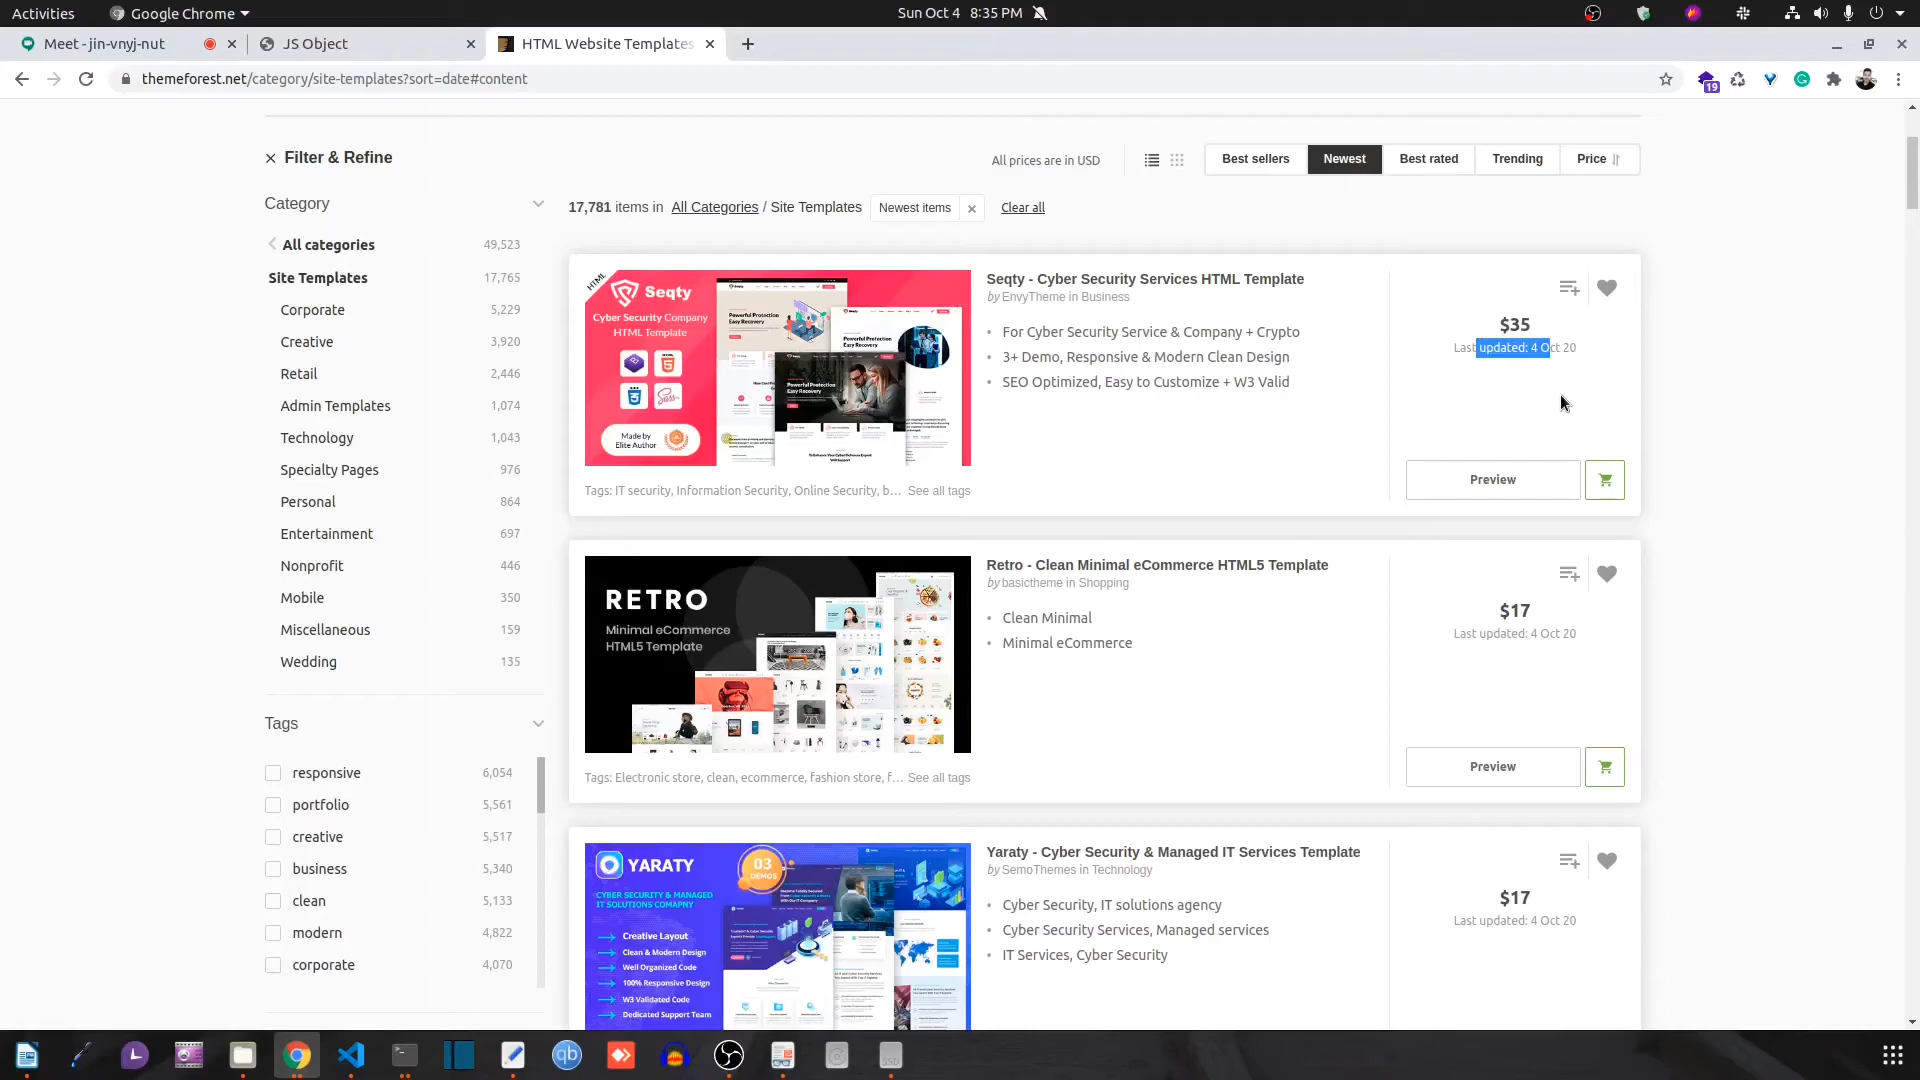 Activities
Google Chrome
Sun Oct 4 8:35 PM
Meet - jin-vnyj-nut
JS Object
HTML Website Templates
themeforest.net/category/site-templates?sort=date#content
19
Filter & Refine
All prices are in USD
Best sellers
Newest
Best rated
Trending
Price
Category
17,781 items in All Categories / Site Templates
Newest items
Clear all
All categories 49,523
Site Templates 17,765
Corporate 5,229
Creative 3,920
Retail 2,446
Admin Templates 1,074
Technology 1,043
Specialty Pages 976
Personal 864
Entertainment 697
Nonprofit 446
Mobile 350
Miscellaneous 159
Wedding 135
Tags
responsive 6,054
portfolio 5,561
creative 5,517
business 5,340
clean 5,133
modern 4,822
corporate 4,070
HTML
Seqty
Cyber Security Company
HTML Template
Made by
Elite Author
Powerful Protection
Easy Recovery
Seqty - Cyber Security Services HTML Template
by EnvyTheme in Business
• For Cyber Security Service & Company + Crypto
• 3+ Demo, Responsive & Modern Clean Design
• SEO Optimized, Easy to Customize + W3 Valid
$35
Last updated: 4 Oct 20
Tags: IT security, Information Security, Online Security, b... See all tags
Preview
RETRO
Minimal eCommerce
HTML5 Template
Retro - Clean Minimal eCommerce HTML5 Template
by basictheme in Shopping
• Clean Minimal
• Minimal eCommerce
$17
Last updated: 4 Oct 20
Tags: Electronic store, clean, ecommerce, fashion store, f... See all tags
Preview
YARATY
03
DEMOS
CYBER SECURITY & MANAGED
IT SOLUTIONS COMAPNY
Creative Layout
Clean & Modern Design
Well Organized Code
100% Responsive Design
W3 Validated Code
Dedicated Support Team
Yaraty - Cyber Security & Managed IT Services Template
by SemoThemes in Technology
• Cyber Security, IT solutions agency
• Cyber Security Services, Managed services
• IT Services, Cyber Security
$17
Last updated: 4 Oct 20
qb